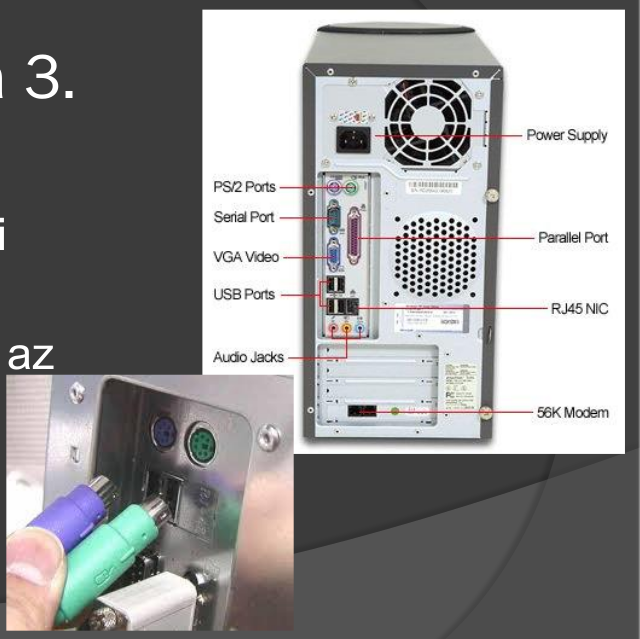 a 3.
i
az
Power Supply
PS/2 Ports
Serial Port
Parallel Port
VGA Video
USB Ports
RJ45 NIC
Audio Jacks
56K Modem